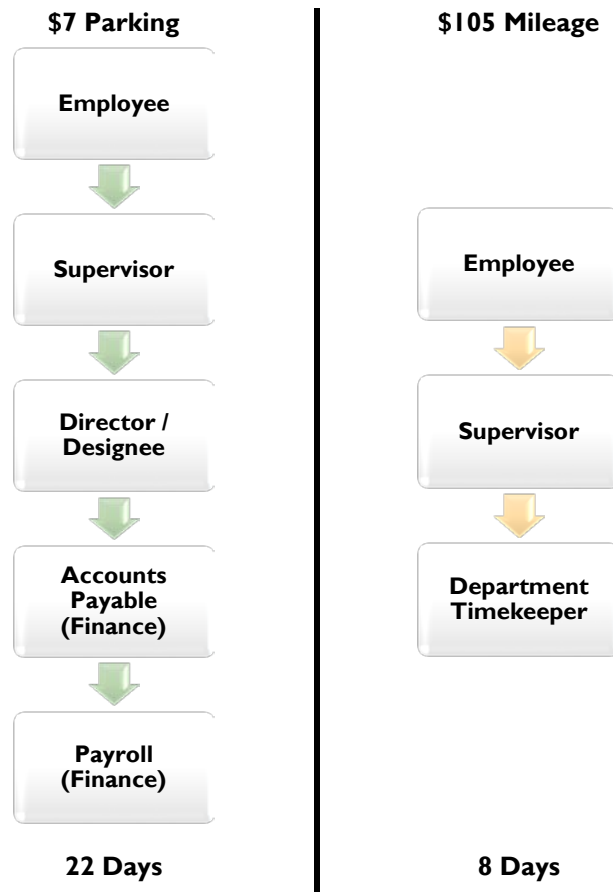 $7 Parking
Employee
Supervisor
Director /
Designee
Accounts
Payable
(Finance)
Payroll
(Finance)
22 Days
$105 Mileage
Employee
Supervisor
Department
Timekeeper
8 Days